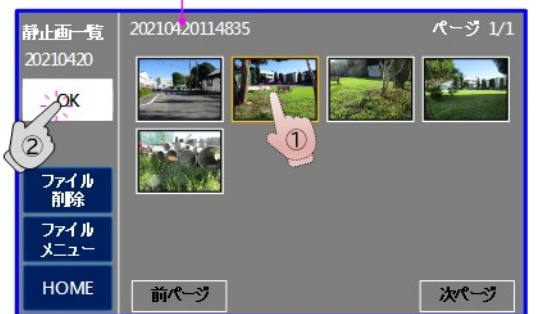 静止画一覧
20210420
20210420114835
ページ 1/1
OK
①
②
ファイル
削除
ファイル
メニュー
HOME
前ページ
次ページ